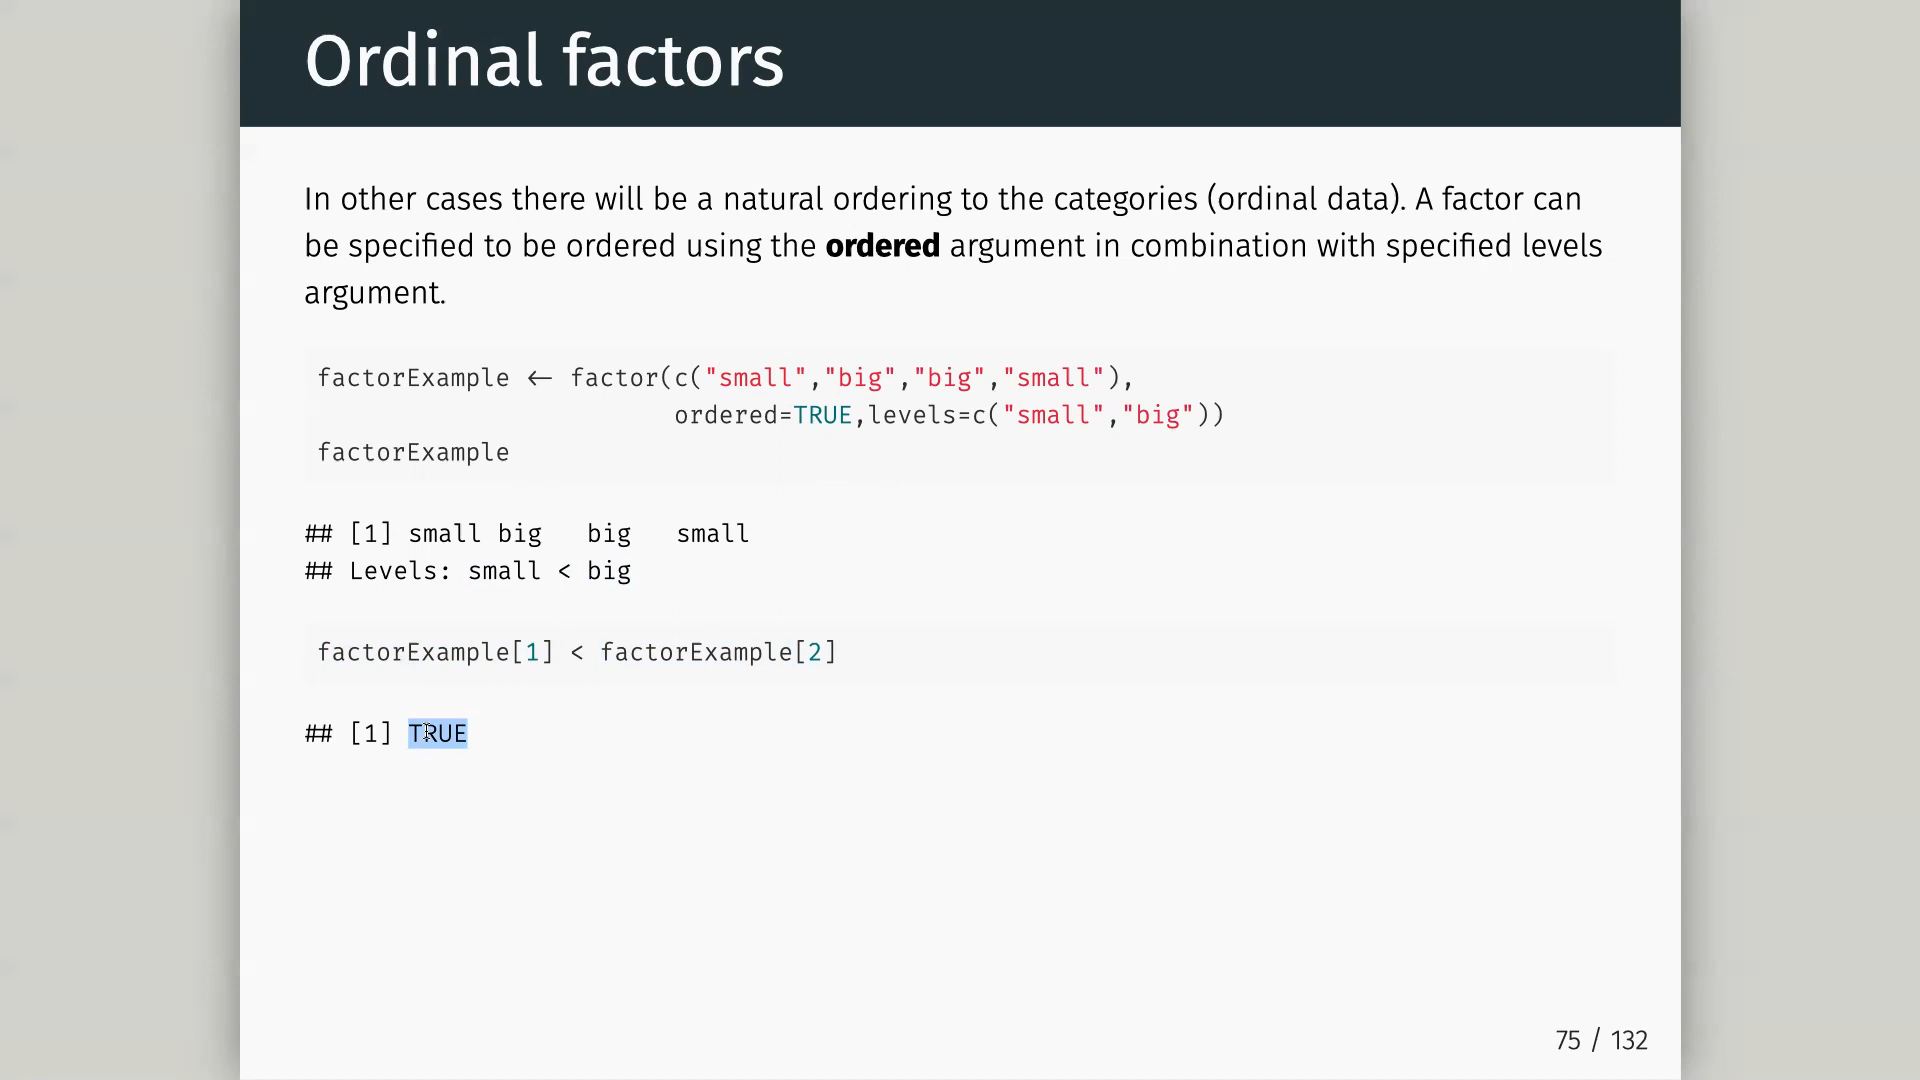 Ordinal factors
In other cases there will be a natural ordering to the categories (ordinal data). A factor can
be specified to be ordered using the ordered argument in combination with specified levels
argument.
factorExample <- factor(c("small","big","big","small"),
ordered=TRUE,levels=c("small","big"))
factorExample
## [1] small big   big   small
## Levels: small < big
factorExample[1] < factorExample[2]
## [1] TRUE
75 / 132